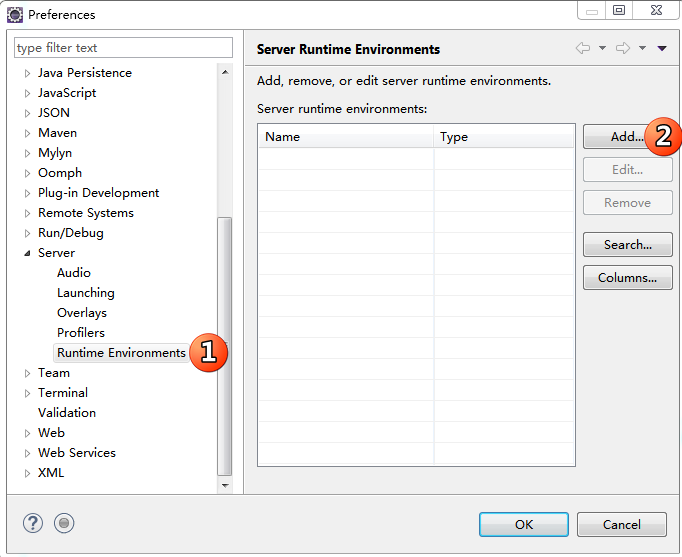 Preferences
type filter text
Java Persistence
JavaScript
JSON
Maven
Mylyn
Oomph
Plug-in Development
Remote Systems
Run/Debug
Server
Audio
Launching
Overlays
Profilers
Runtime Environments 1
Team
Terminal
Validation
Web
Web Services
XML
Server Runtime Environments
Add, remove, or edit server runtime environments.
Server runtime environments:
Name Type
Add... 2
Edit...
Remove
Search...
Columns...
?
OK Cancel